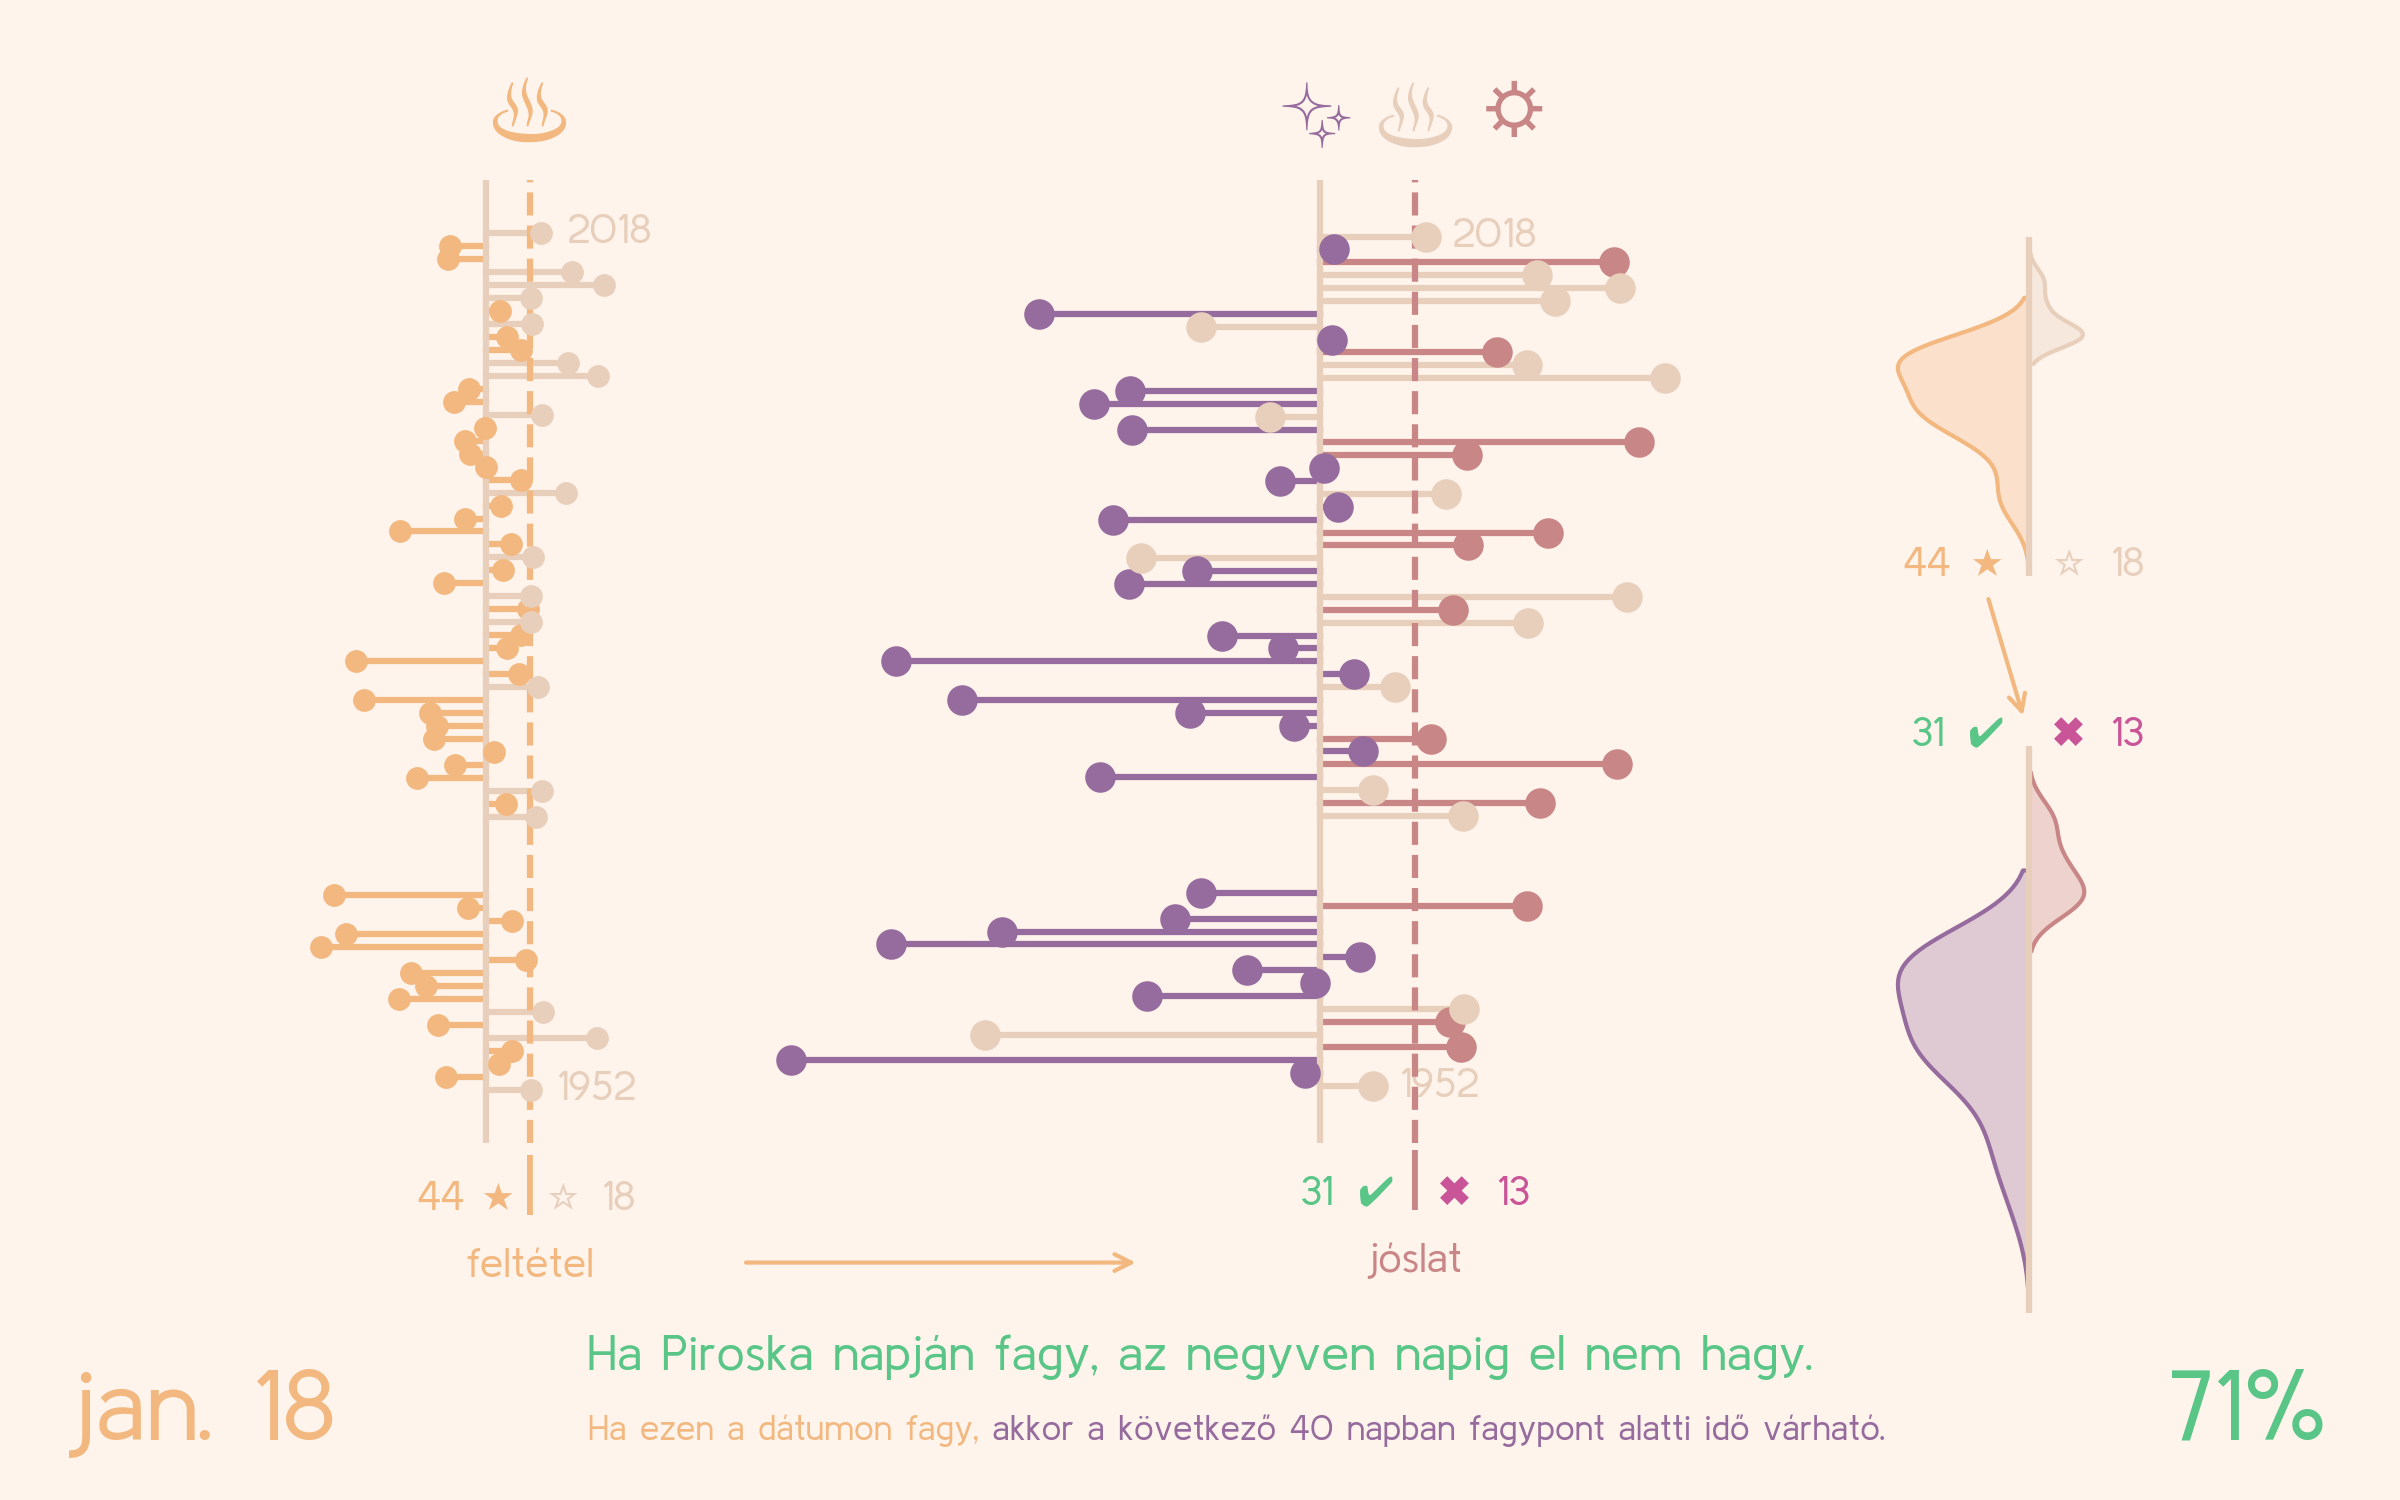 2018
2018
44 ★ ☆ 18
31 ✔ ✖ 13
1952
1952
44 ★ ☆ 18
31 ✔ ✖ 13
feltétel
jóslat
Ha Piroska napján fagy, az negyven napig el nem hagy.
jan. 18
71%
Ha ezen a dátumon fagy, akkor a következő 40 napban fagypont alatti idő várható.